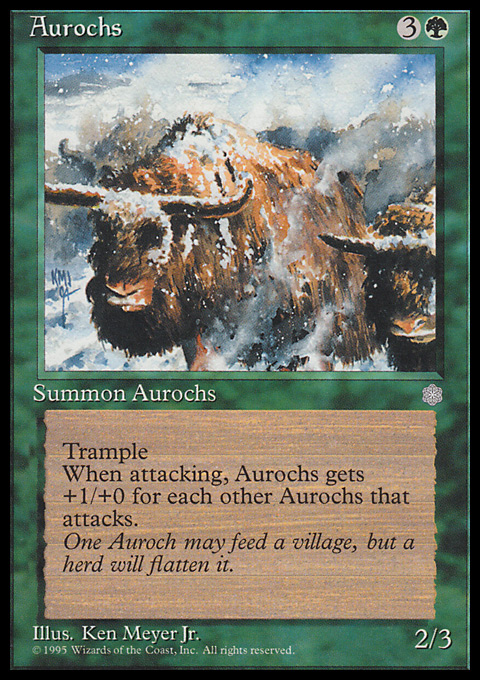 Aurochs 3
Summon Aurochs
Trample
When attacking, Aurochs gets
+1/+0 for each other Aurochs that
attacks.
One Auroch may feed a village, but a
herd will flatten it.
Illus. Ken Meyer Jr.
2/3
© 1995 Wizards of the Coast, Inc. All rights reserved.